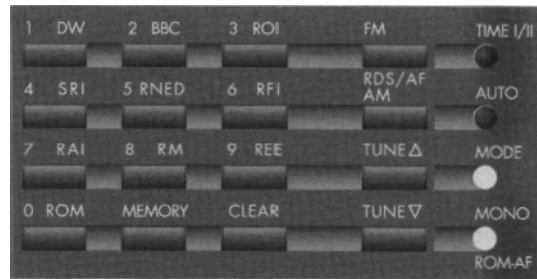 1 DW 2 BBC 3 ROI FM TIME I/II
4 SRI 5 RNED 6 RFI RDS/AF AM AUTO
7 RAI 8 RM 9 REE TUNE△ MODE
0 ROM MEMORY CLEAR TUNE▽ MONO
ROM-AF